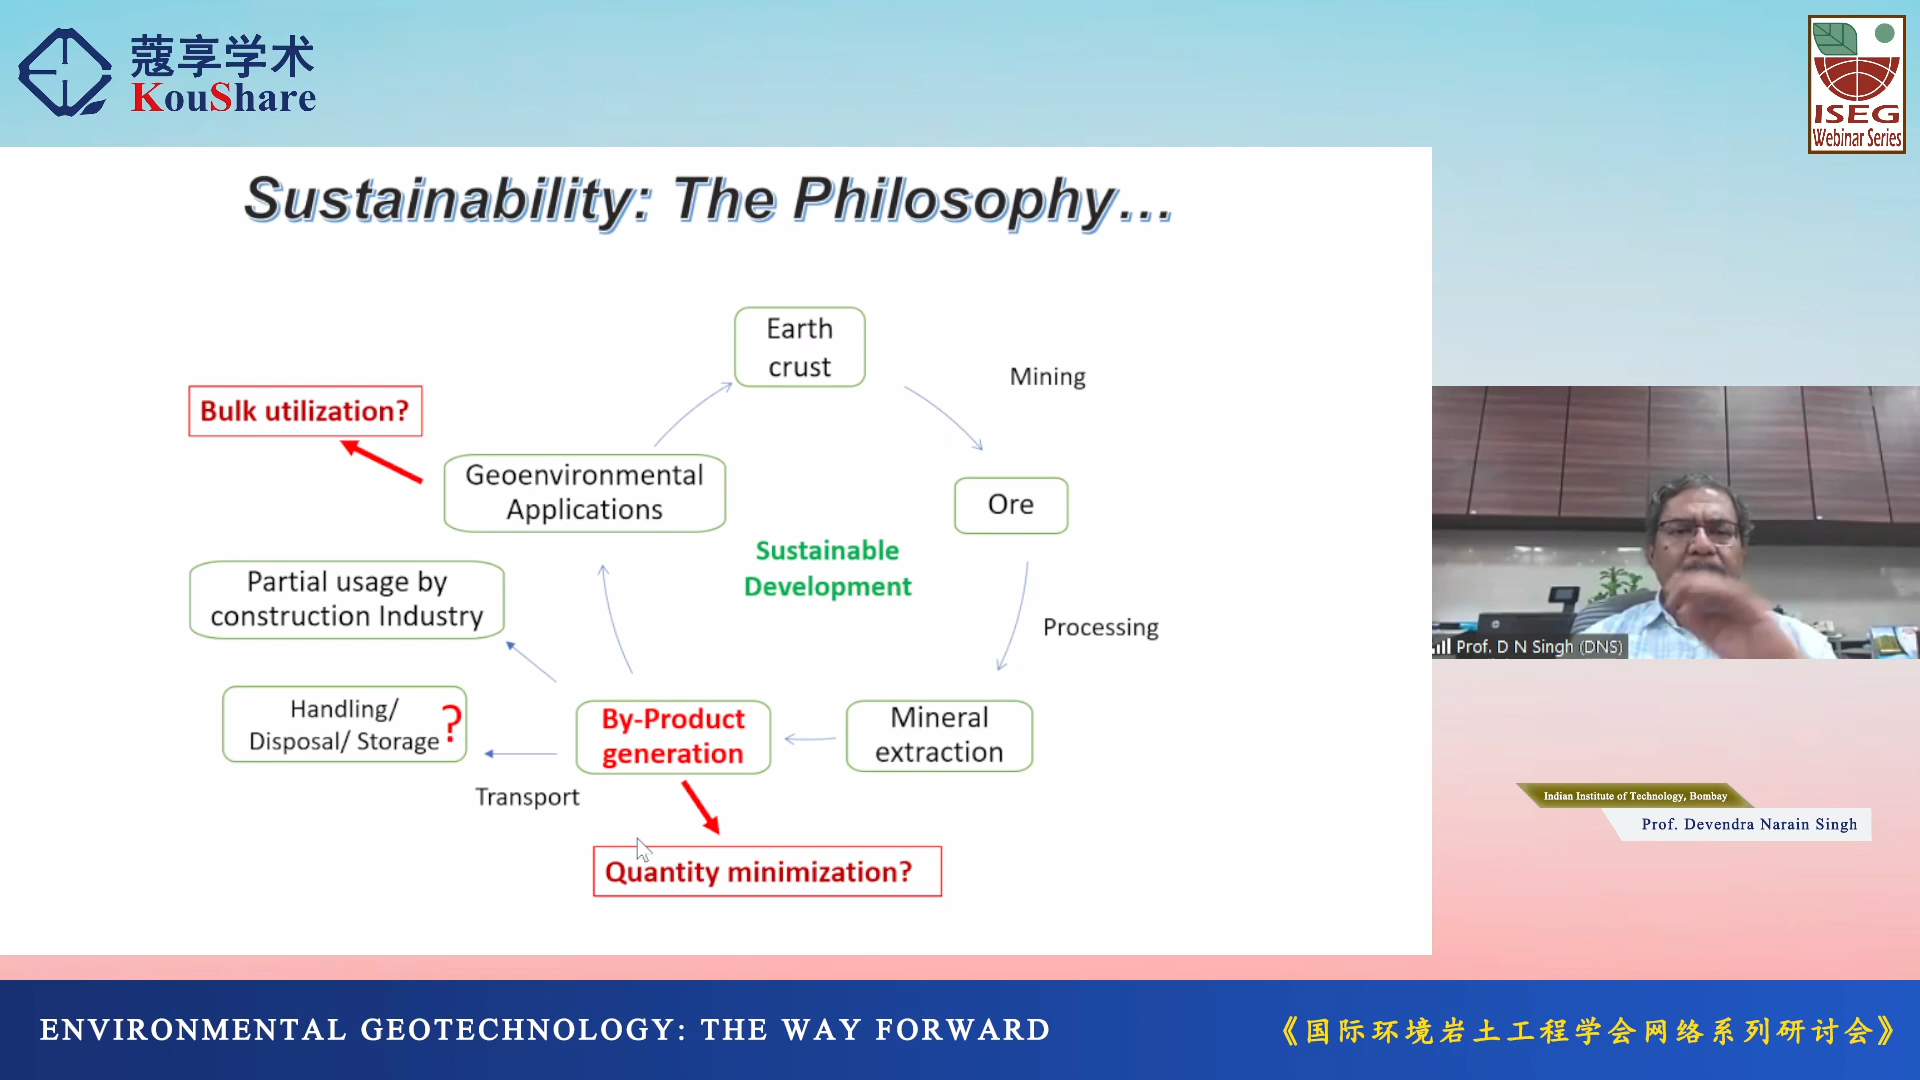 蔻享学术
KouShare
ISEG
Webinar Series
Sustainability: The Philosophy...
Earth
crust
Mining
Bulk utilization?
Geoenvironmental
Applications
Ore
Sustainable
Development
Partial usage by
construction Industry
Processing
Handling/
Disposal/ Storage ?
By-Product
generation
Mineral
extraction
Transport
Quantity minimization?
Prof. D N Singh (DNS)
Indian Institute of Technology, Bombay
Prof. Devendra Narain Singh
ENVIRONMENTAL GEOTECHNOLOGY: THE WAY FORWARD
《国际环境岩土工程学会网络系列研讨会》